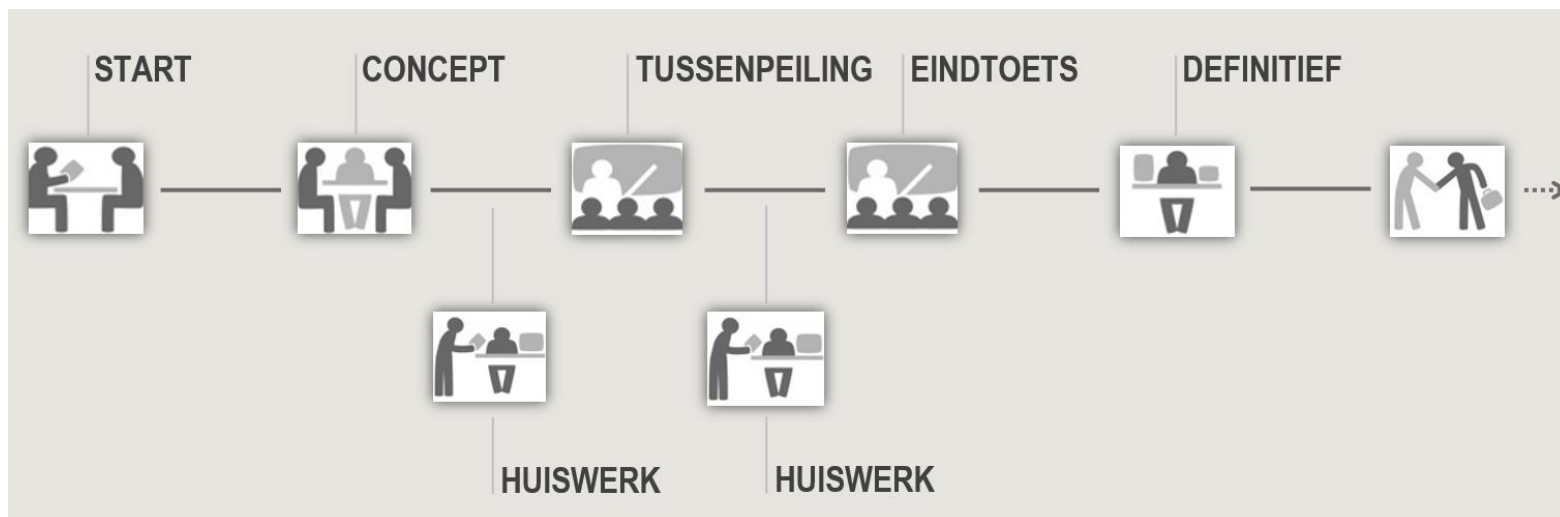 START
CONCEPT
TUSSENPEILING
EINDTOETS
DEFINITIEF
HUISWERK
HUISWERK